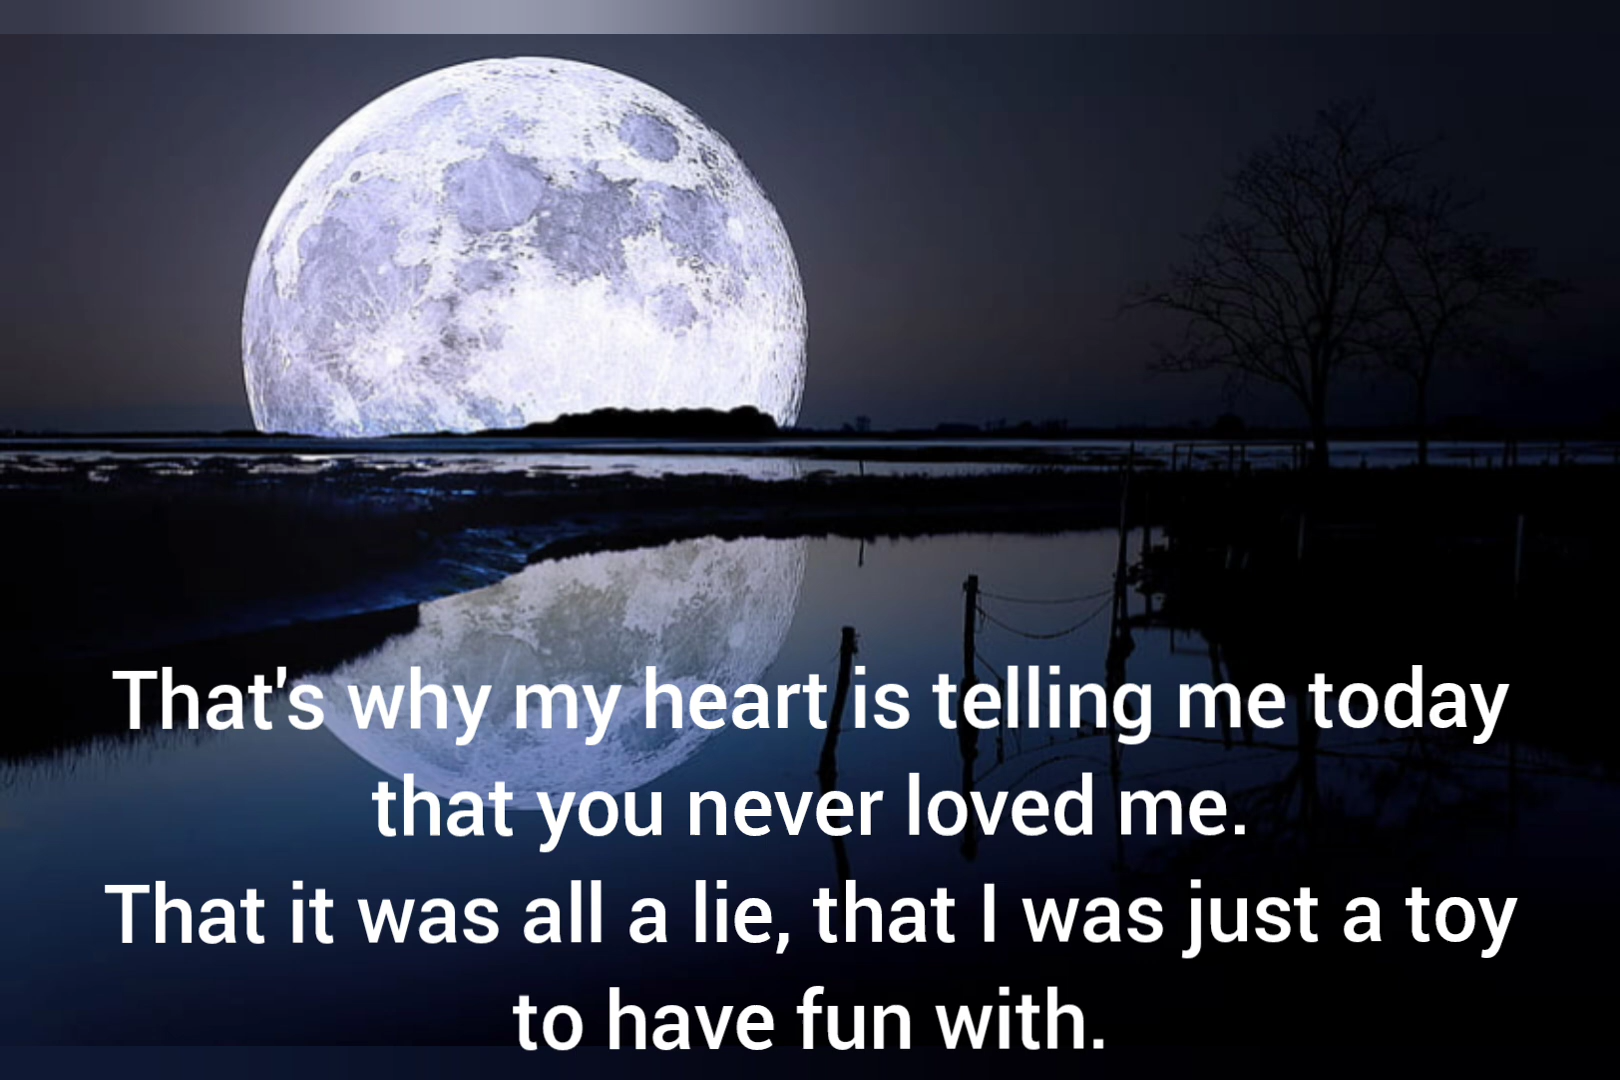 That's why my heart is telling me today
that you never loved me.
That it was all a lie, that I was just a toy
to have fun with.